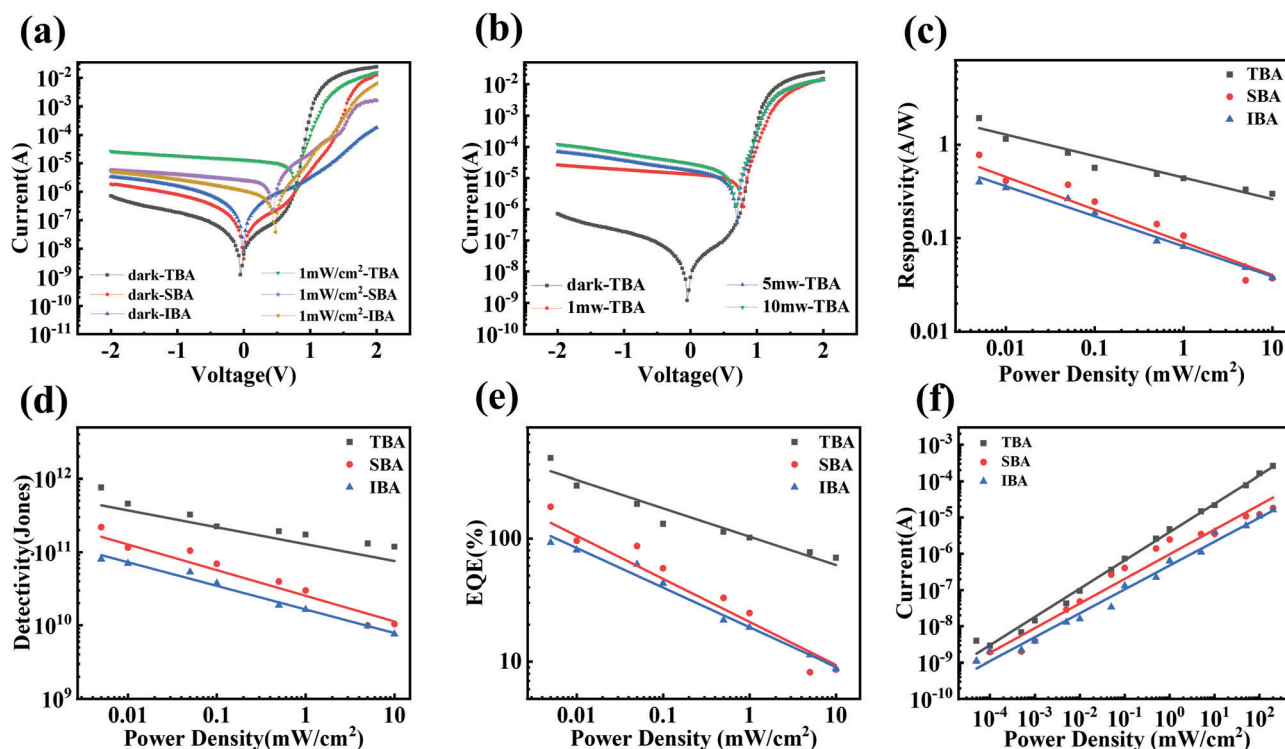 (a)
Current(A)
10⁻²
10⁻³
10⁻⁴
10⁻⁵
10⁻⁶
10⁻⁷
10⁻⁸
10⁻⁹
10⁻¹⁰
10⁻¹¹
dark-TBA
dark-SBA
dark-IBA
1mW/cm²-TBA
1mW/cm²-SBA
1mW/cm²-IBA
-2 -1 0 1 2
Voltage(V)
(b)
Current(A)
10⁻²
10⁻³
10⁻⁴
10⁻⁵
10⁻⁶
10⁻⁷
10⁻⁸
10⁻⁹
10⁻¹⁰
dark-TBA
1mw-TBA
5mw-TBA
10mw-TBA
-2 -1 0 1 2
Voltage(V)
(c)
Responsivity(A/W)
1
0.1
0.01
TBA
SBA
IBA
0.01 0.1 1 10
Power Density (mW/cm²)
(d)
Detectivity(Jones)
10¹²
10¹¹
10¹⁰
10⁹
TBA
SBA
IBA
0.01 0.1 1 10
Power Density(mW/cm²)
(e)
EQE(%)
100
10
TBA
SBA
IBA
0.01 0.1 1 10
Power Density(mW/cm²)
(f)
Current(A)
10⁻³
10⁻⁴
10⁻⁵
10⁻⁶
10⁻⁷
10⁻⁸
10⁻⁹
10⁻¹⁰
TBA
SBA
IBA
10⁻⁴ 10⁻³ 10⁻² 10⁻¹ 10⁰ 10¹ 10²
Power Density (mW/cm²)